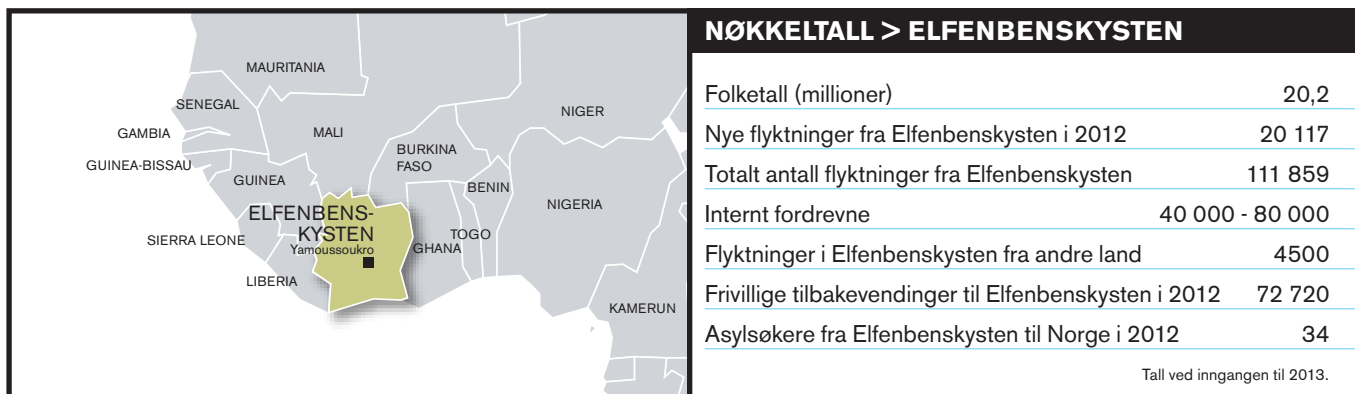 MAURITANIA
SENEGAL
NIGER
GAMBIA
MALI
BURKINA
FASO
GUINEA-BISSAU
GUINEA
BENIN
NIGERIA
ELFENBENS-
KYSTEN
Yamoussoukro
SIERRA LEONE
GHANA
TOGO
LIBERIA
KAMERUN
NØKKELTALL > ELFENBENSKYSTEN
Folketall (millioner) 20,2
Nye flyktninger fra Elfenbenskysten i 2012 20 117
Totalt antall flyktninger fra Elfenbenskysten 111 859
Internt fordrevne 40 000 - 80 000
Flyktninger i Elfenbenskysten fra andre land 4500
Frivillige tilbakevendinger til Elfenbenskysten i 2012 72 720
Asylsøkere fra Elfenbenskysten til Norge i 2012 34
Tall ved inngangen til 2013.